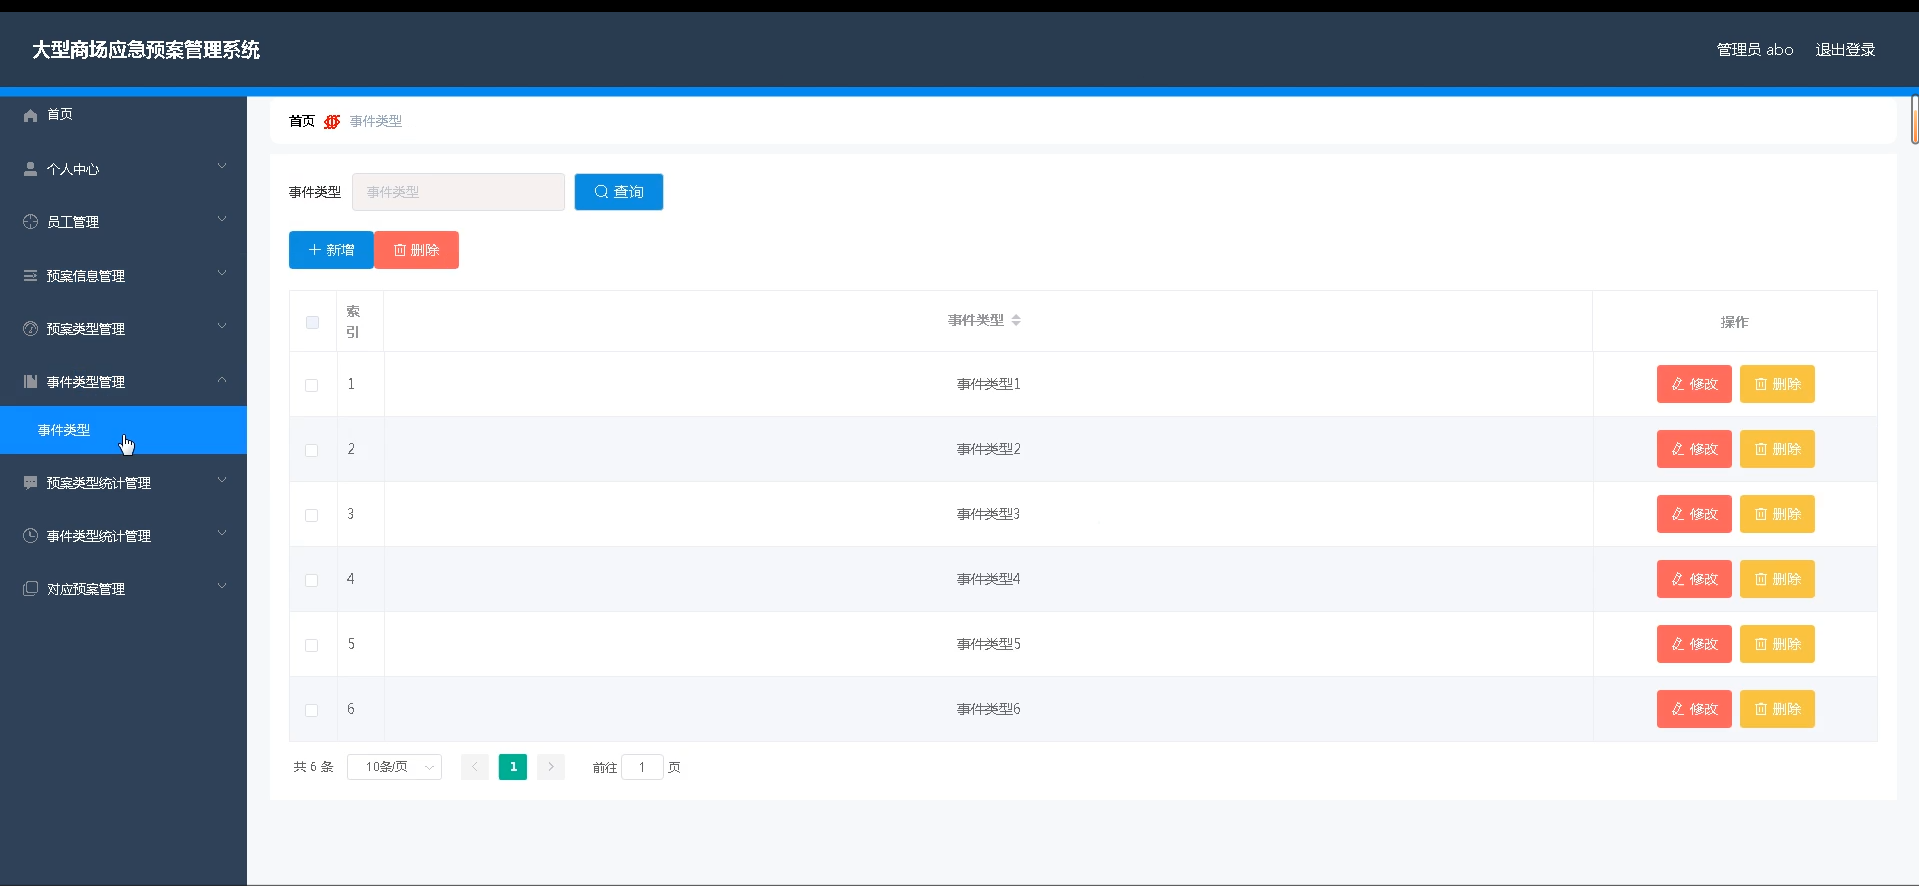 大型商场应急预案管理系统
管理员 abo 退出登录
首页
个人中心
员工管理
预案信息管理
预案类型管理
事件类型管理
事件类型
预案类型统计管理
事件类型统计管理
对应预案管理
首页 事件类型
事件类型 事件类型 查询
新增 删除
索引 事件类型 操作
1 事件类型1 修改 删除
2 事件类型2 修改 删除
3 事件类型3 修改 删除
4 事件类型4 修改 删除
5 事件类型5 修改 删除
6 事件类型6 修改 删除
共 6 条 10条/页 1 前往 1 页